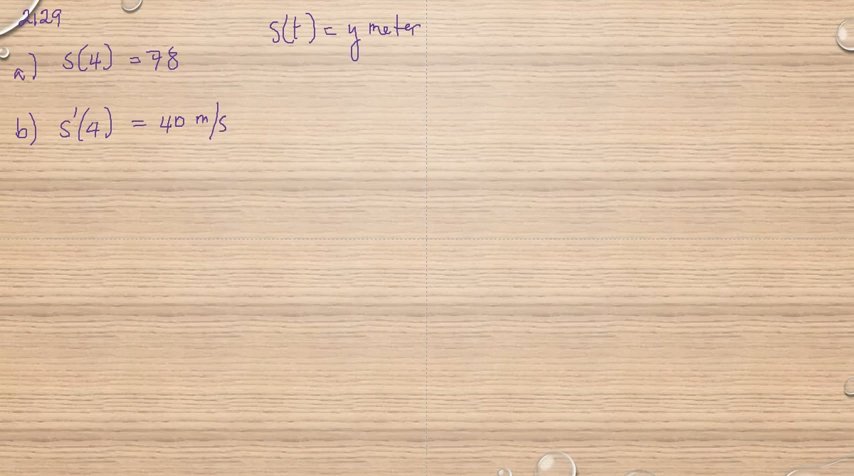 2,29
s(t) = y meter
a) s(4) = 78
b) s'(4) = 40 m/s